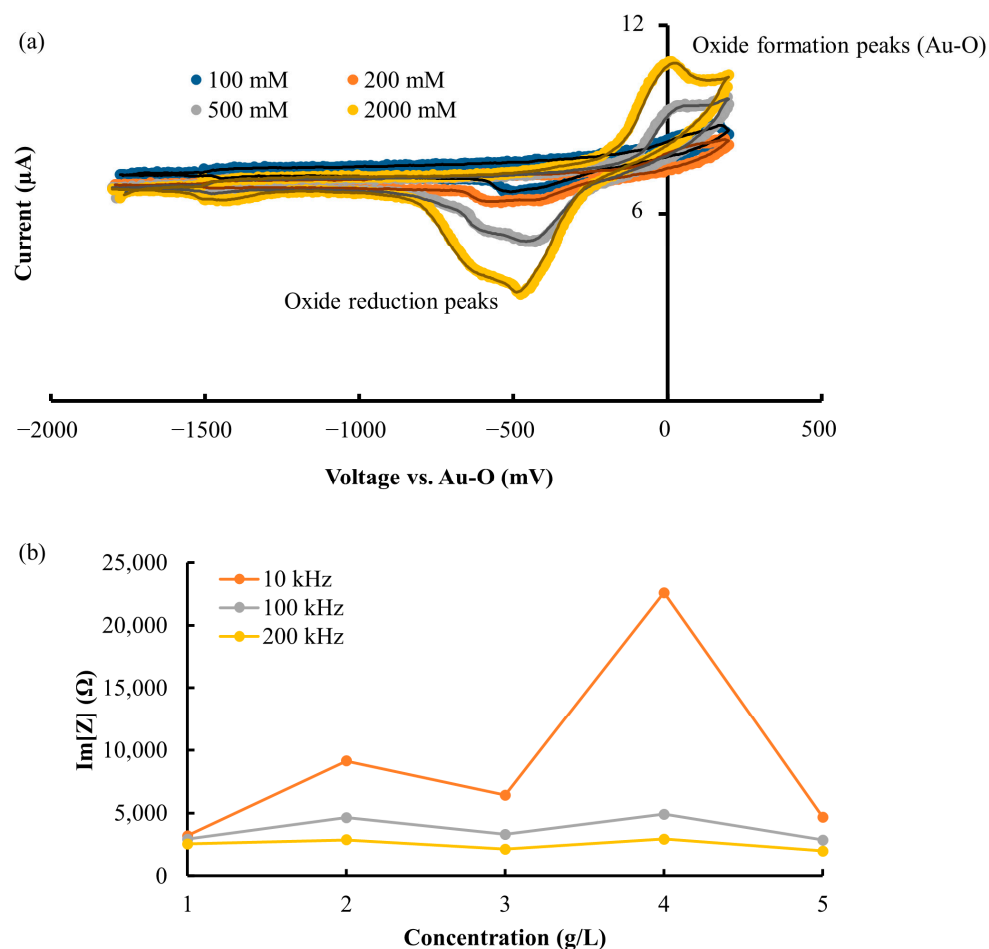 (a)
12
Oxide formation peaks (Au-O)
100 mM
200 mM
500 mM
2000 mM
6
Current (µA)
Oxide reduction peaks
−2000
−1500
−1000
−500
0
500
Voltage vs. Au-O (mV)
(b)
25,000
20,000
15,000
10,000
5,000
0
10 kHz
100 kHz
200 kHz
Im[Z] (Ω)
1
2
3
4
5
Concentration (g/L)